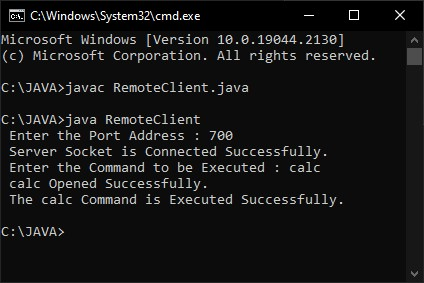 C:\Windows\System32\cmd.exe
Microsoft Windows [Version 10.0.19044.2130]
(c) Microsoft Corporation. All rights reserved.
C:\JAVA>javac RemoteClient.java
C:\JAVA>java RemoteClient
Enter the Port Address : 700
Server Socket is Connected Successfully.
Enter the Command to be Executed : calc
calc Opened Successfully.
The calc Command is Executed Successfully.
C:\JAVA>